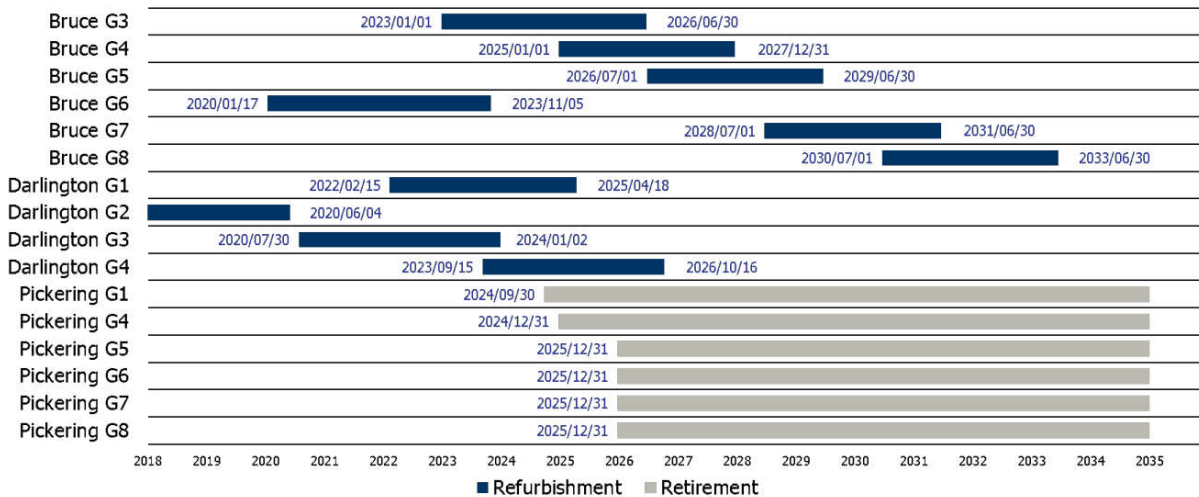 Bruce G3 2023/01/01 2026/06/30
Bruce G4 2025/01/01 2027/12/31
Bruce G5 2026/07/01 2029/06/30
Bruce G6 2020/01/17 2023/11/05
Bruce G7 2028/07/01 2031/06/30
Bruce G8 2030/07/01 2033/06/30
Darlington G1 2022/02/15 2025/04/18
Darlington G2 2020/06/04
Darlington G3 2020/07/30 2024/01/02
Darlington G4 2023/09/15 2026/10/16
Pickering G1 2024/09/30
Pickering G4 2024/12/31
Pickering G5 2025/12/31
Pickering G6 2025/12/31
Pickering G7 2025/12/31
Pickering G8 2025/12/31
2018 2019 2020 2021 2022 2023 2024 2025 2026 2027 2028 2029 2030 2031 2032 2033 2034 2035
Refurbishment Retirement